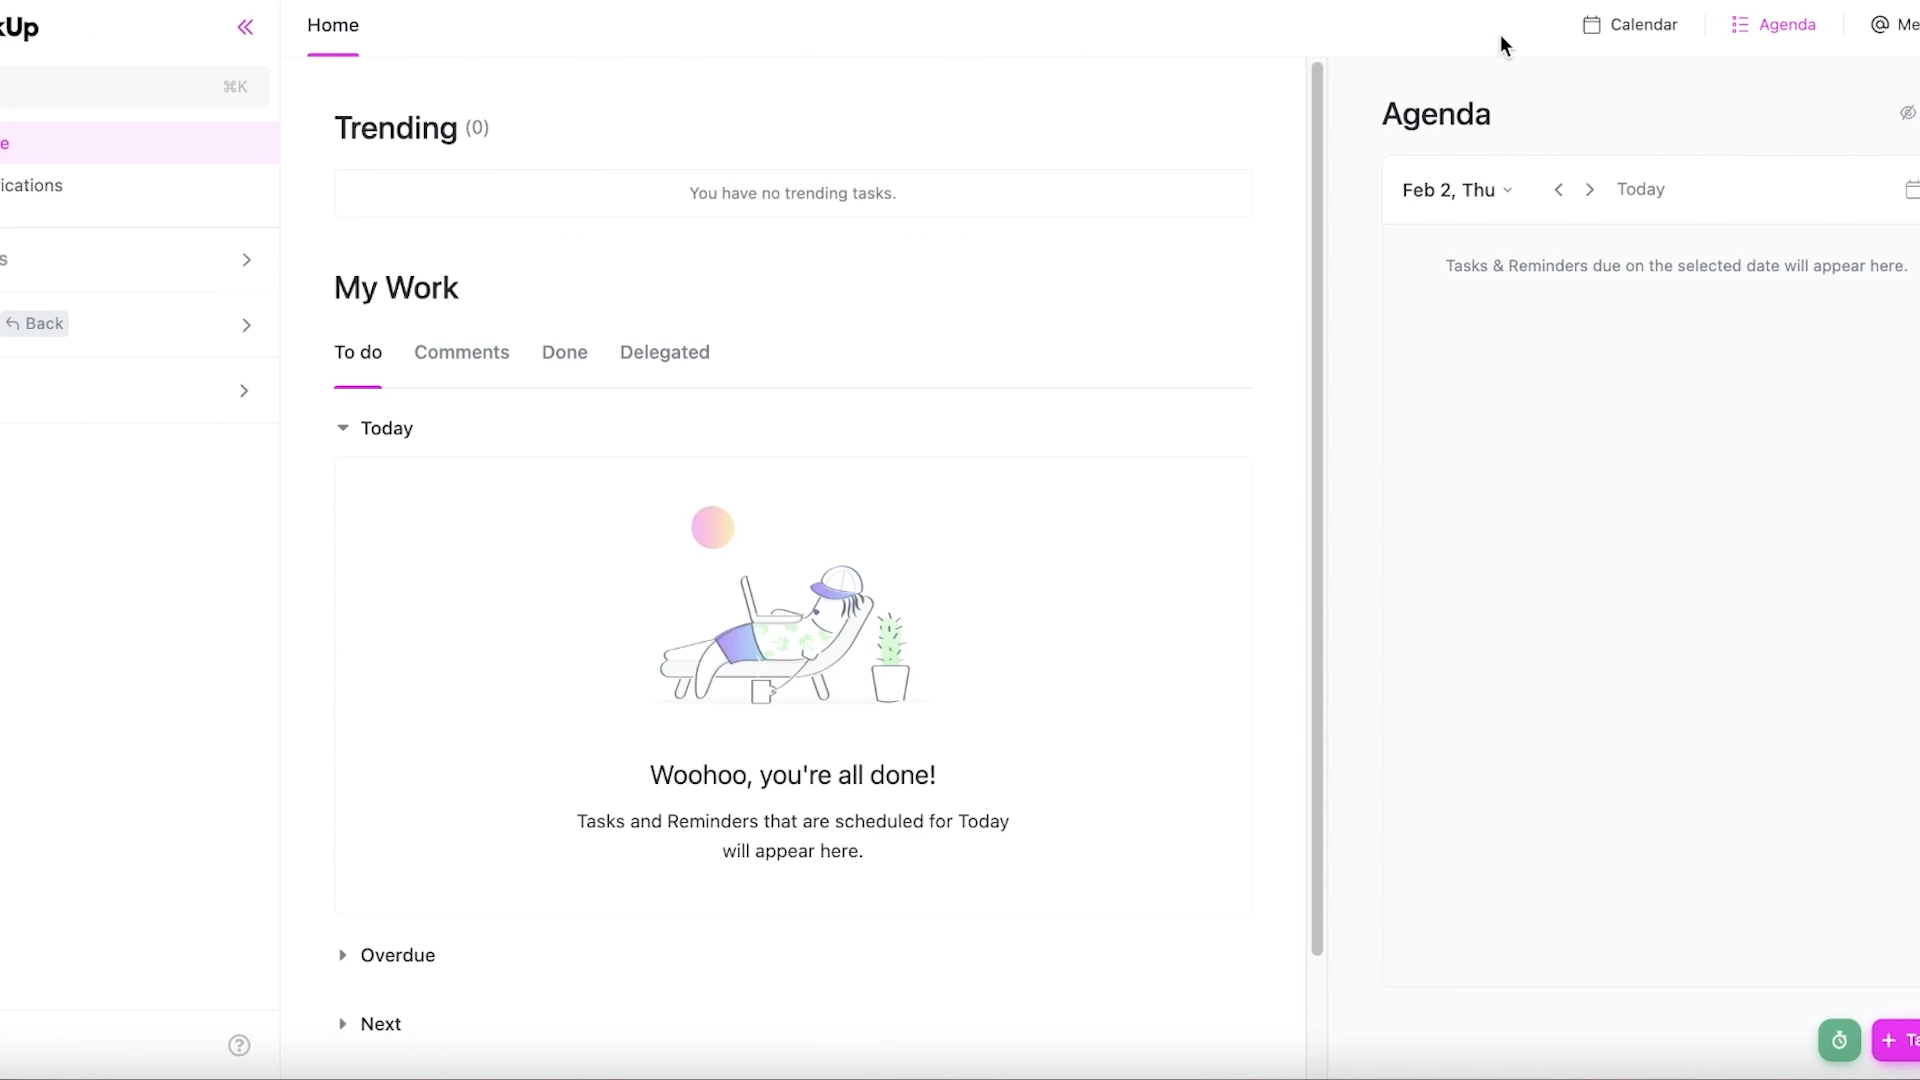 kUp
Home
Calendar
Agenda
Me
⌘K
e
ications
s
Back
Trending (0)
You have no trending tasks.
My Work
To do
Comments
Done
Delegated
Today
Woohoo, you're all done!
Tasks and Reminders that are scheduled for Today
will appear here.
Overdue
Next
Agenda
Feb 2, Thu
Today
Tasks & Reminders due on the selected date will appear here.
+ Ta